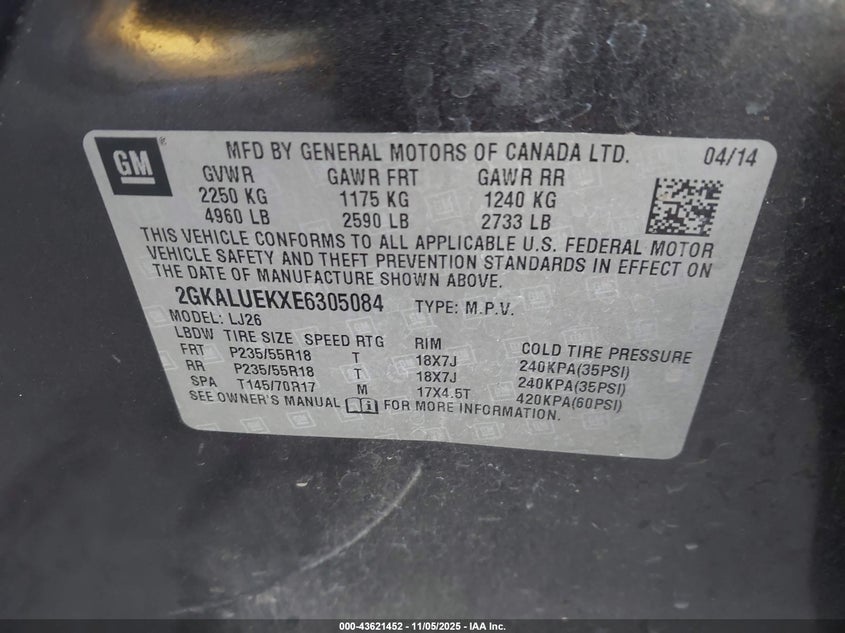 GM ®
MFD BY GENERAL MOTORS OF CANADA LTD. 04/14
GVWR GAWR FRT GAWR RR
2250 KG 1175 KG 1240 KG
4960 LB 2590 LB 2733 LB
THIS VEHICLE CONFORMS TO ALL APPLICABLE U.S. FEDERAL MOTOR
VEHICLE SAFETY AND THEFT PREVENTION STANDARDS IN EFFECT ON
THE DATE OF MANUFACTURE SHOWN ABOVE.
2GKALUEKXE6305084 TYPE: M.P.V.
MODEL: LJ26
LBDW TIRE SIZE SPEED RTG RIM COLD TIRE PRESSURE
FRT P235/55R18 T 18X7J 240KPA(35PSI)
RR P235/55R18 T 18X7J 240KPA(35PSI)
SPA T145/70R17 M 17X4.5T 420KPA(60PSI)
SEE OWNER'S MANUAL FOR MORE INFORMATION.
000-43621452 - 11/05/2025 - IAA Inc.